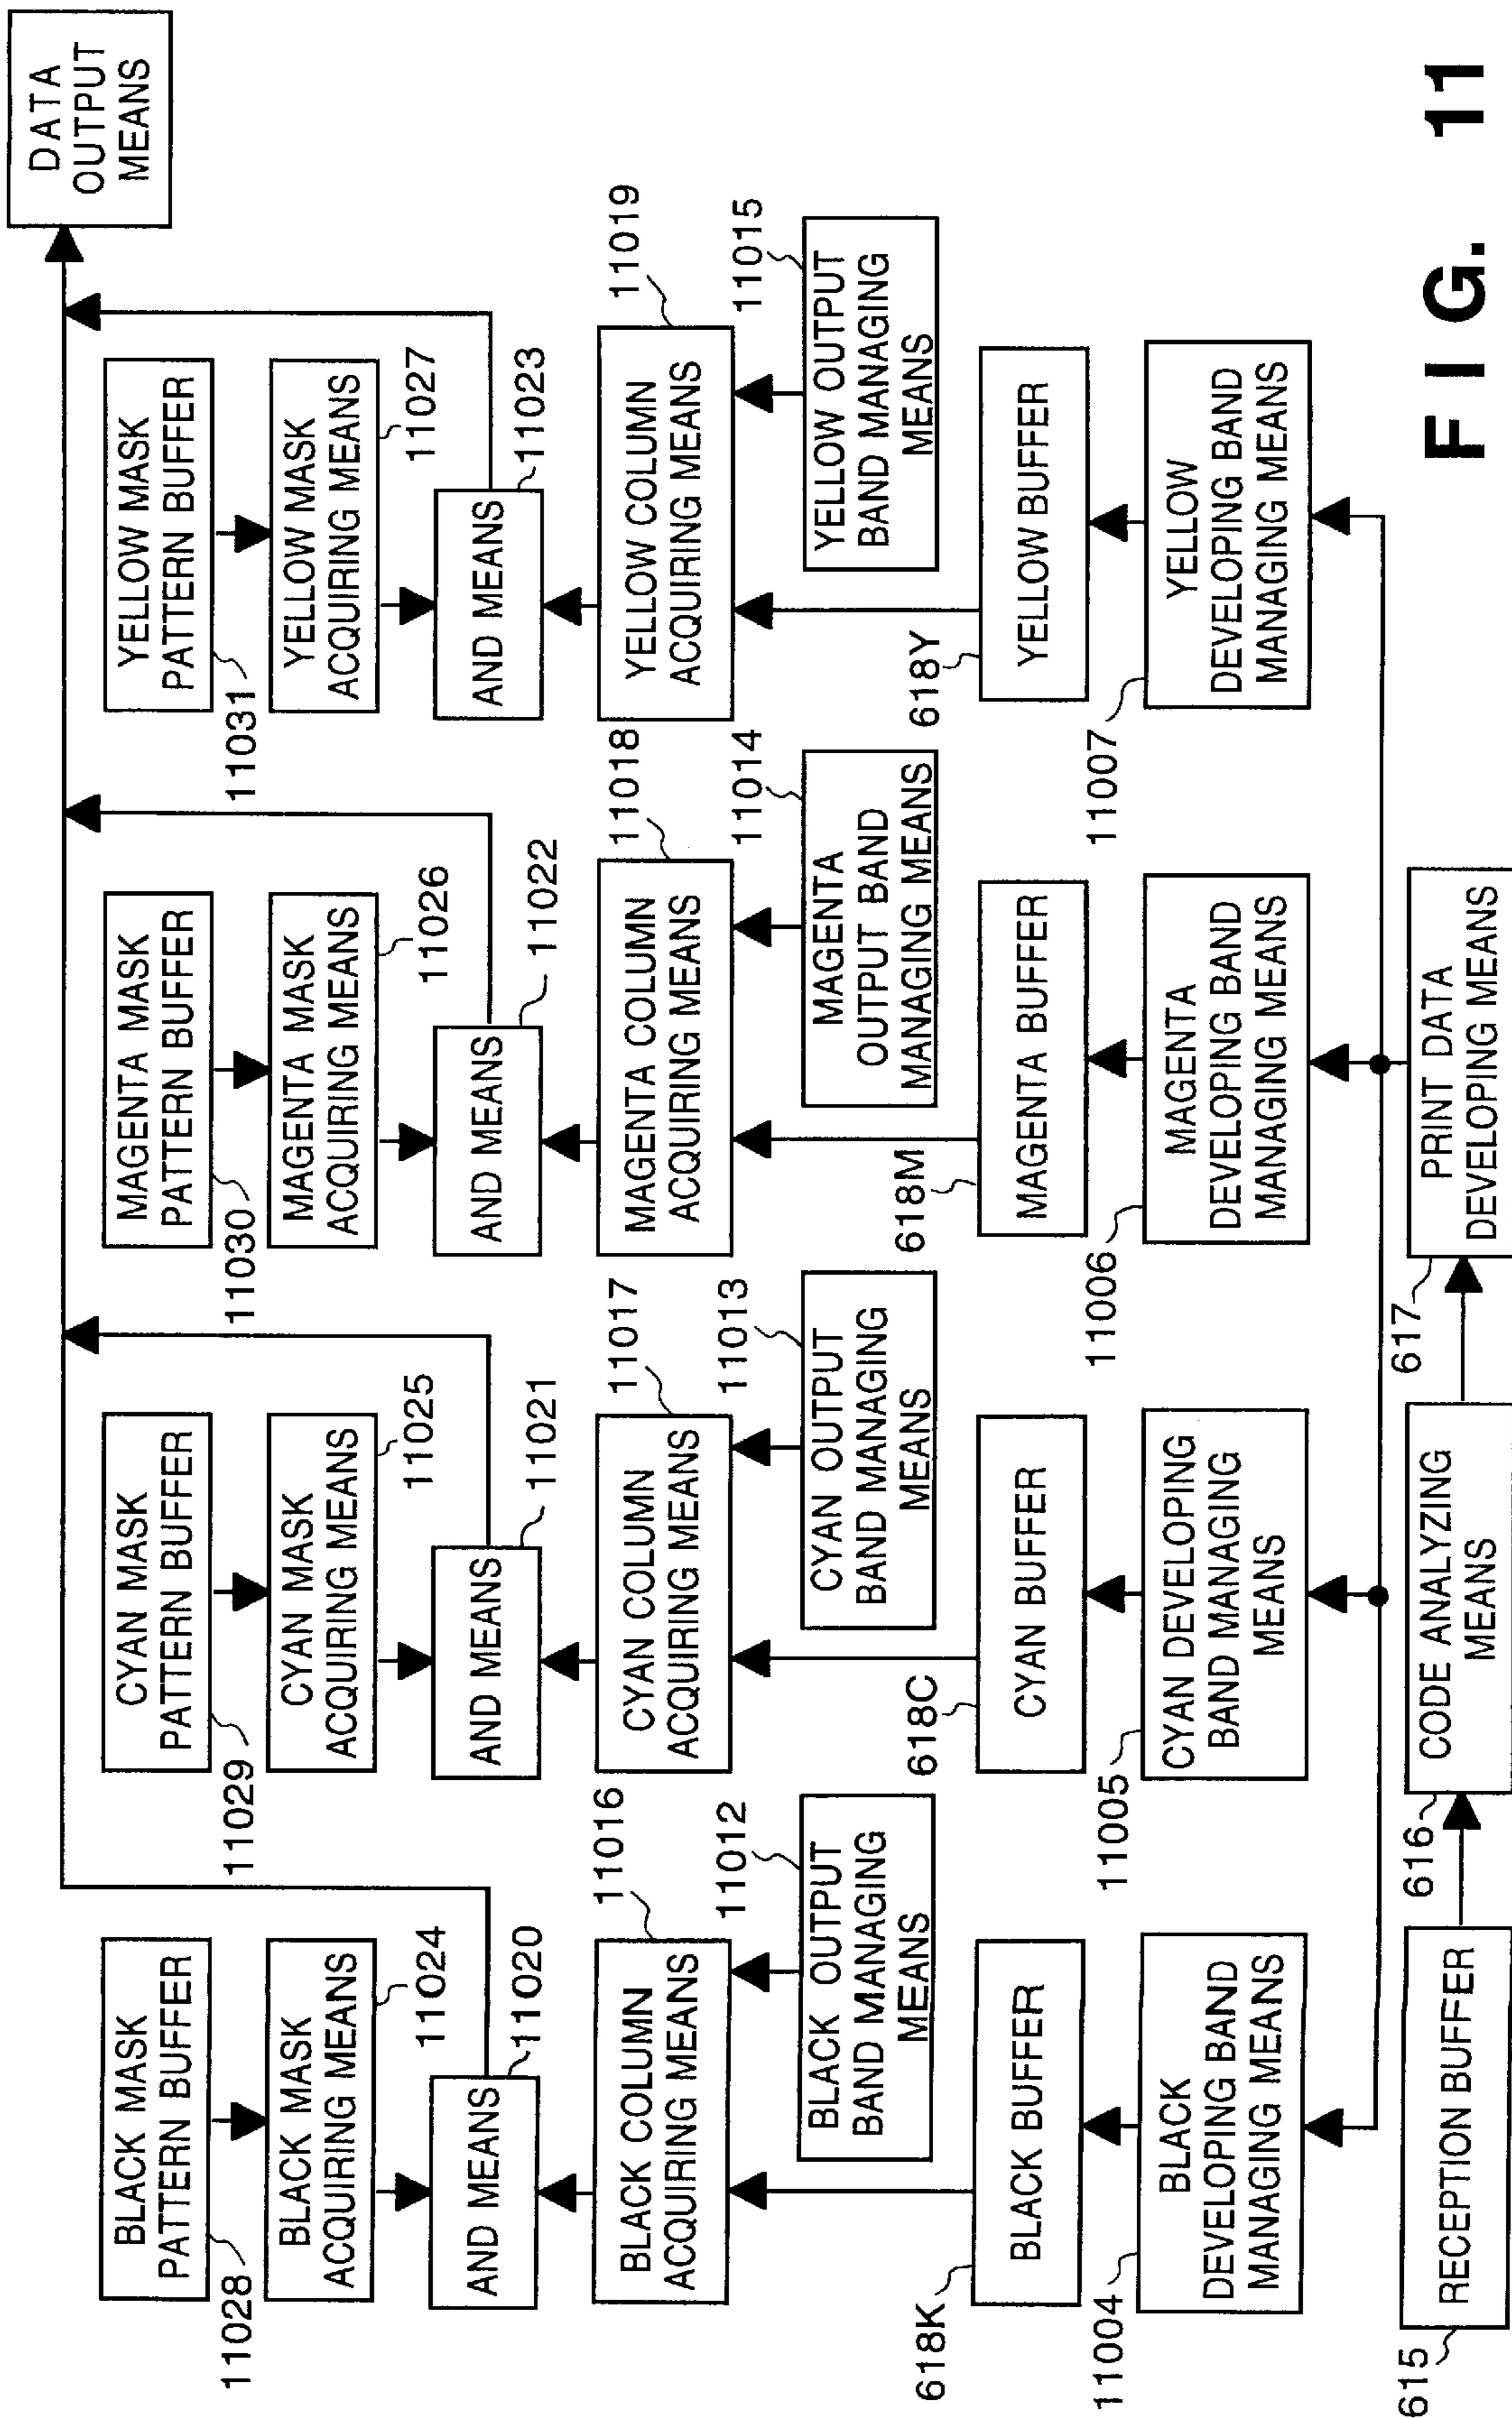 DATA
OUTPUT
MEANS
BLACK MASK
PATTERN BUFFER
11028
BLACK MASK
ACQUIRING MEANS
11024
AND MEANS
11020
BLACK COLUMN
ACQUIRING MEANS
11016
BLACK OUTPUT
BAND MANAGING
MEANS
11012
BLACK BUFFER
618K
BLACK
DEVELOPING BAND
MANAGING MEANS
11004
CYAN MASK
PATTERN BUFFER
11029
CYAN MASK
ACQUIRING MEANS
11025
AND MEANS
11021
CYAN COLUMN
ACQUIRING MEANS
11017
CYAN OUTPUT
BAND MANAGING
MEANS
11013
CYAN BUFFER
618C
CYAN DEVELOPING
BAND MANAGING
MEANS
11005
MAGENTA MASK
PATTERN BUFFER
11030
MAGENTA MASK
ACQUIRING MEANS
11026
AND MEANS
11022
MAGENTA COLUMN
ACQUIRING MEANS
11018
MAGENTA
OUTPUT BAND
MANAGING MEANS
11014
MAGENTA BUFFER
618M
MAGENTA
DEVELOPING BAND
MANAGING MEANS
11006
YELLOW MASK
PATTERN BUFFER
11031
YELLOW MASK
ACQUIRING MEANS
11027
AND MEANS
11023
YELLOW COLUMN
ACQUIRING MEANS
11019
YELLOW OUTPUT
BAND MANAGING
MEANS
11015
YELLOW BUFFER
618Y
YELLOW
DEVELOPING BAND
MANAGING MEANS
11007
RECEPTION BUFFER
615
CODE ANALYZING
MEANS
616
PRINT DATA
DEVELOPING MEANS
617
FIG. 11